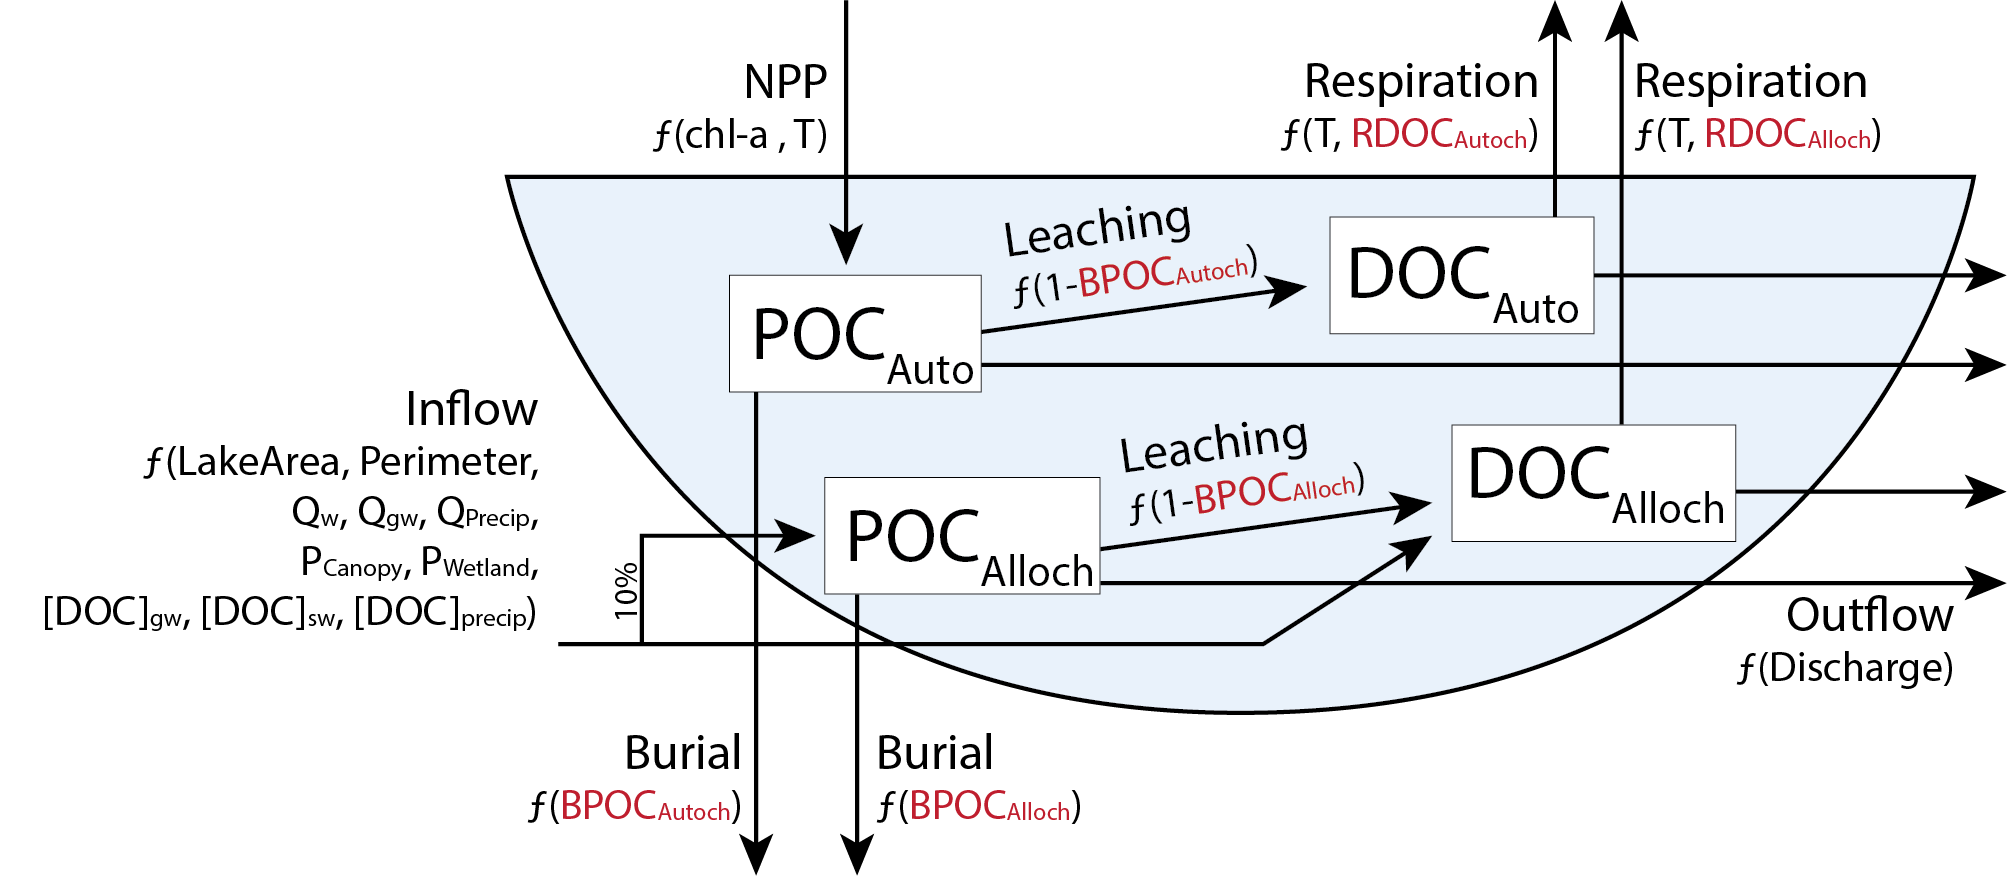 NPP
ƒ(chl-a , T)
Respiration
ƒ(T, RDOCAutoch)
Respiration
ƒ(T, RDOCAlloch)
Leaching
ƒ(1-BPOCAutoch)
DOCAuto
POCAuto
Inflow
ƒ(LakeArea, Perimeter,
Qw, Qgw, QPrecip,
PCanopy, PWetland,
[DOC]gw, [DOC]sw, [DOC]precip)
10%
Leaching
ƒ(1-BPOCAlloch)
DOCAlloch
POCAlloch
Outflow
ƒ(Discharge)
Burial
ƒ(BPOCAutoch)
Burial
ƒ(BPOCAlloch)